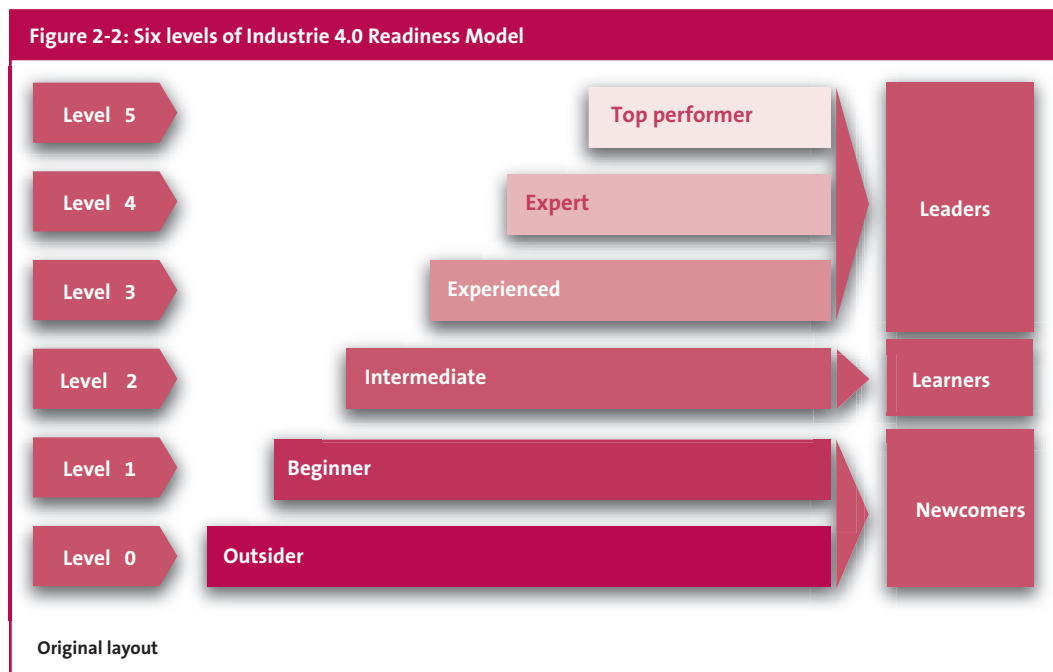 Figure 2-2: Six levels of Industrie 4.0 Readiness Model
Level 5
Top performer
Level 4
Expert
Leaders
Level 3
Experienced
Level 2
Intermediate
Learners
Level 1
Beginner
Newcomers
Level 0
Outsider
Original layout